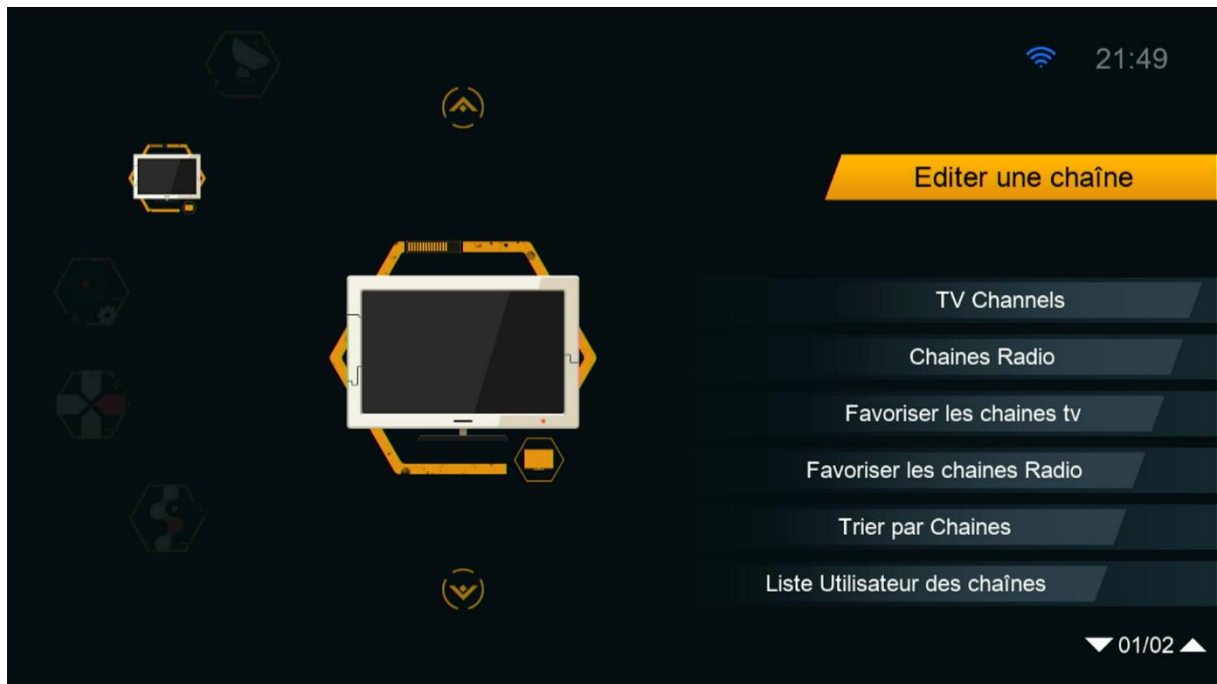 21:49
Editer une chaîne
TV Channels
Chaines Radio
Favoriser les chaines tv
Favoriser les chaines Radio
Trier par Chaines
Liste Utilisateur des chaînes
01/02